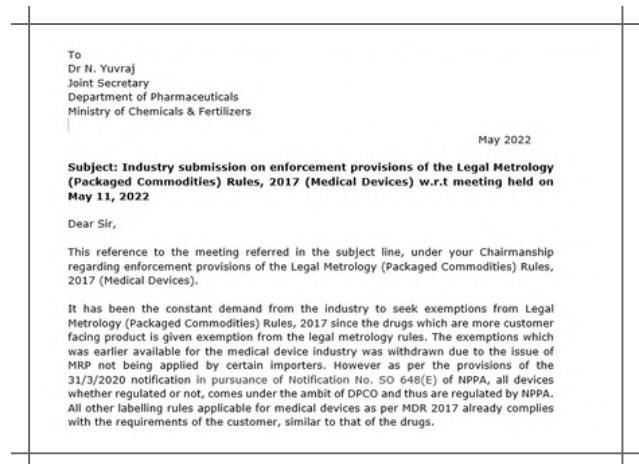 To
Dr N. Yuvraj
Joint Secretary
Department of Pharmaceuticals
Ministry of Chemicals & Fertilizers
May 2022
Subject: Industry submission on enforcement provisions of the Legal Metrology
(Packaged Commodities) Rules, 2017 (Medical Devices) w.r.t meeting held on
May 11, 2022
Dear Sir,
This reference to the meeting referred in the subject line, under your Chairmanship
regarding enforcement provisions of the Legal Metrology (Packaged Commodities) Rules,
2017 (Medical Devices).
It has been the constant demand from the industry to seek exemptions from Legal
Metrology (Packaged Commodities) Rules, 2017 since the drugs which are more customer
facing product is given exemption from the legal metrology rules. The exemptions which
was earlier available for the medical device industry was withdrawn due to the issue of
MRP not being applied by certain importers. However as per the provisions of the
31/3/2020 notification in pursuance of Notification No. SO 648(E) of NPPA, all devices
whether regulated or not, comes under the ambit of DPCO and thus are regulated by NPPA.
All other labelling rules applicable for medical devices as per MDR 2017 already complies
with the requirements of the customer, similar to that of the drugs.